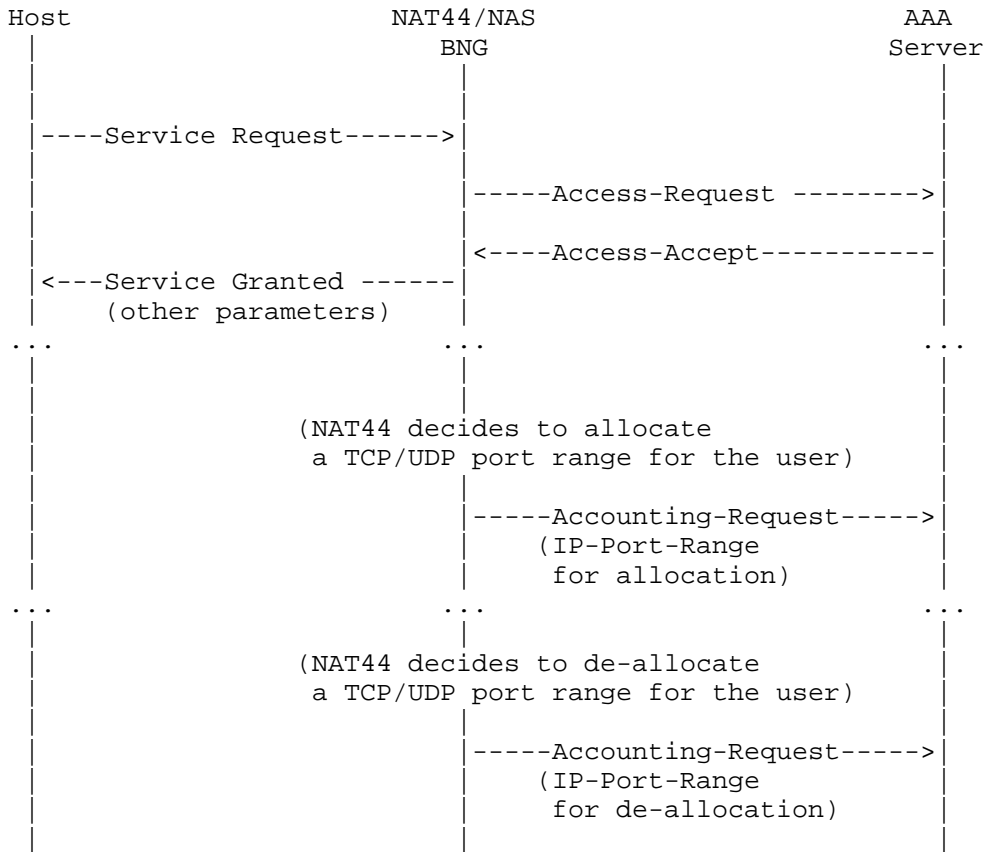 Host NAT44/NAS AAA
BNG Server
----Service Request------>
-----Access-Request -------->
<----Access-Accept-----------
<---Service Granted ------
(other parameters)
... ... ...
(NAT44 decides to allocate
a TCP/UDP port range for the user)
-----Accounting-Request----->
(IP-Port-Range
for allocation)
... ... ...
(NAT44 decides to de-allocate
a TCP/UDP port range for the user)
-----Accounting-Request----->
(IP-Port-Range
for de-allocation)